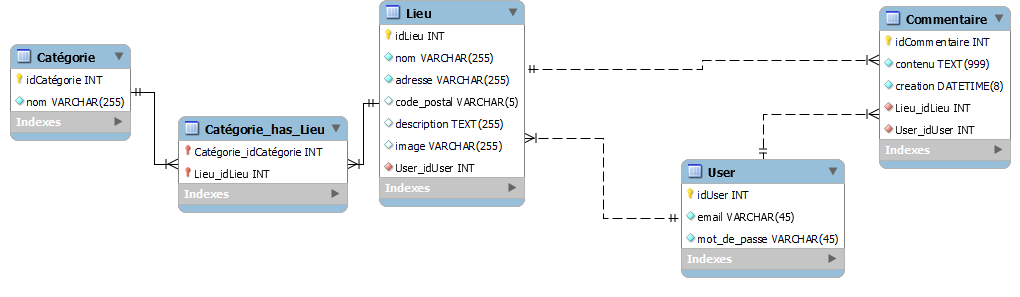 Catégorie
idCatégorie INT
nom VARCHAR(255)
Indexes
Catégorie_has_Lieu
Catégorie_idCatégorie INT
Lieu_idLieu INT
Indexes
Lieu
idLieu INT
nom VARCHAR(255)
adresse VARCHAR(255)
code_postal VARCHAR(5)
description TEXT(255)
image VARCHAR(255)
User_idUser INT
Indexes
User
idUser INT
email VARCHAR(45)
mot_de_passe VARCHAR(45)
Indexes
Commentaire
idCommentaire INT
contenu TEXT(999)
creation DATETIME(8)
Lieu_idLieu INT
User_idUser INT
Indexes